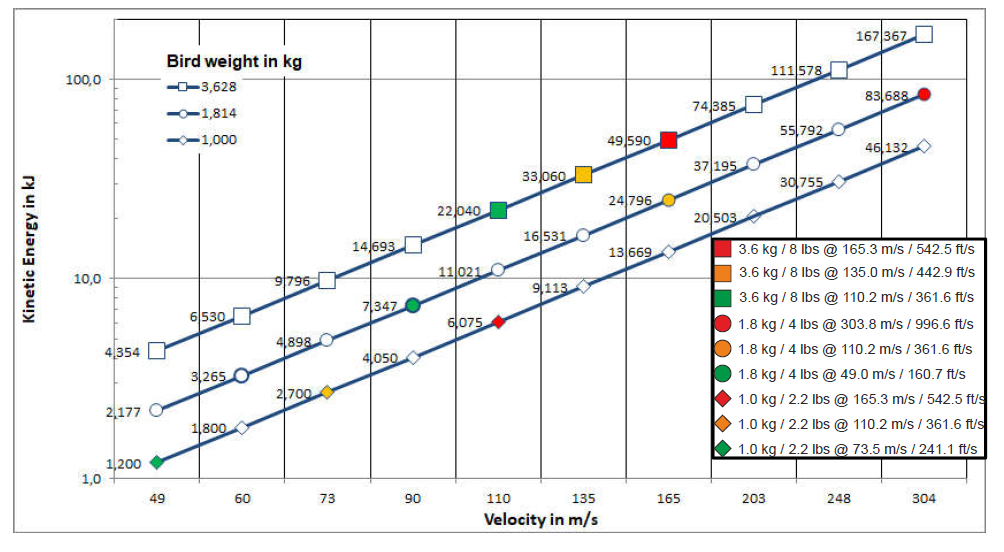 Bird weight in kg
3,628
1,814
1,000
Kinetic Energy in kJ
100,0
10,0
1,0
4,354
6,530
9,796
14,693
22,040
33,060
49,590
74,385
111,578
167,367
2,177
3,265
4,898
7,347
11,021
16,531
24,796
37,195
55,792
83,688
1,200
1,800
2,700
4,050
6,075
9,113
13,669
20,503
30,755
46,132
3.6 kg / 8 lbs @ 165.3 m/s / 542.5 ft/s
3.6 kg / 8 lbs @ 135.0 m/s / 442.9 ft/s
3.6 kg / 8 lbs @ 110.2 m/s / 361.6 ft/s
1.8 kg / 4 lbs @ 303.8 m/s / 996.6 ft/s
1.8 kg / 4 lbs @ 110.2 m/s / 361.6 ft/s
1.8 kg / 4 lbs @ 49.0 m/s / 160.7 ft/s
1.0 kg / 2.2 lbs @ 165.3 m/s / 542.5 ft/s
1.0 kg / 2.2 lbs @ 110.2 m/s / 361.6 ft/s
1.0 kg / 2.2 lbs @ 73.5 m/s / 241.1 ft/s
49 60 73 90 110 135 165 203 248 304
Velocity in m/s